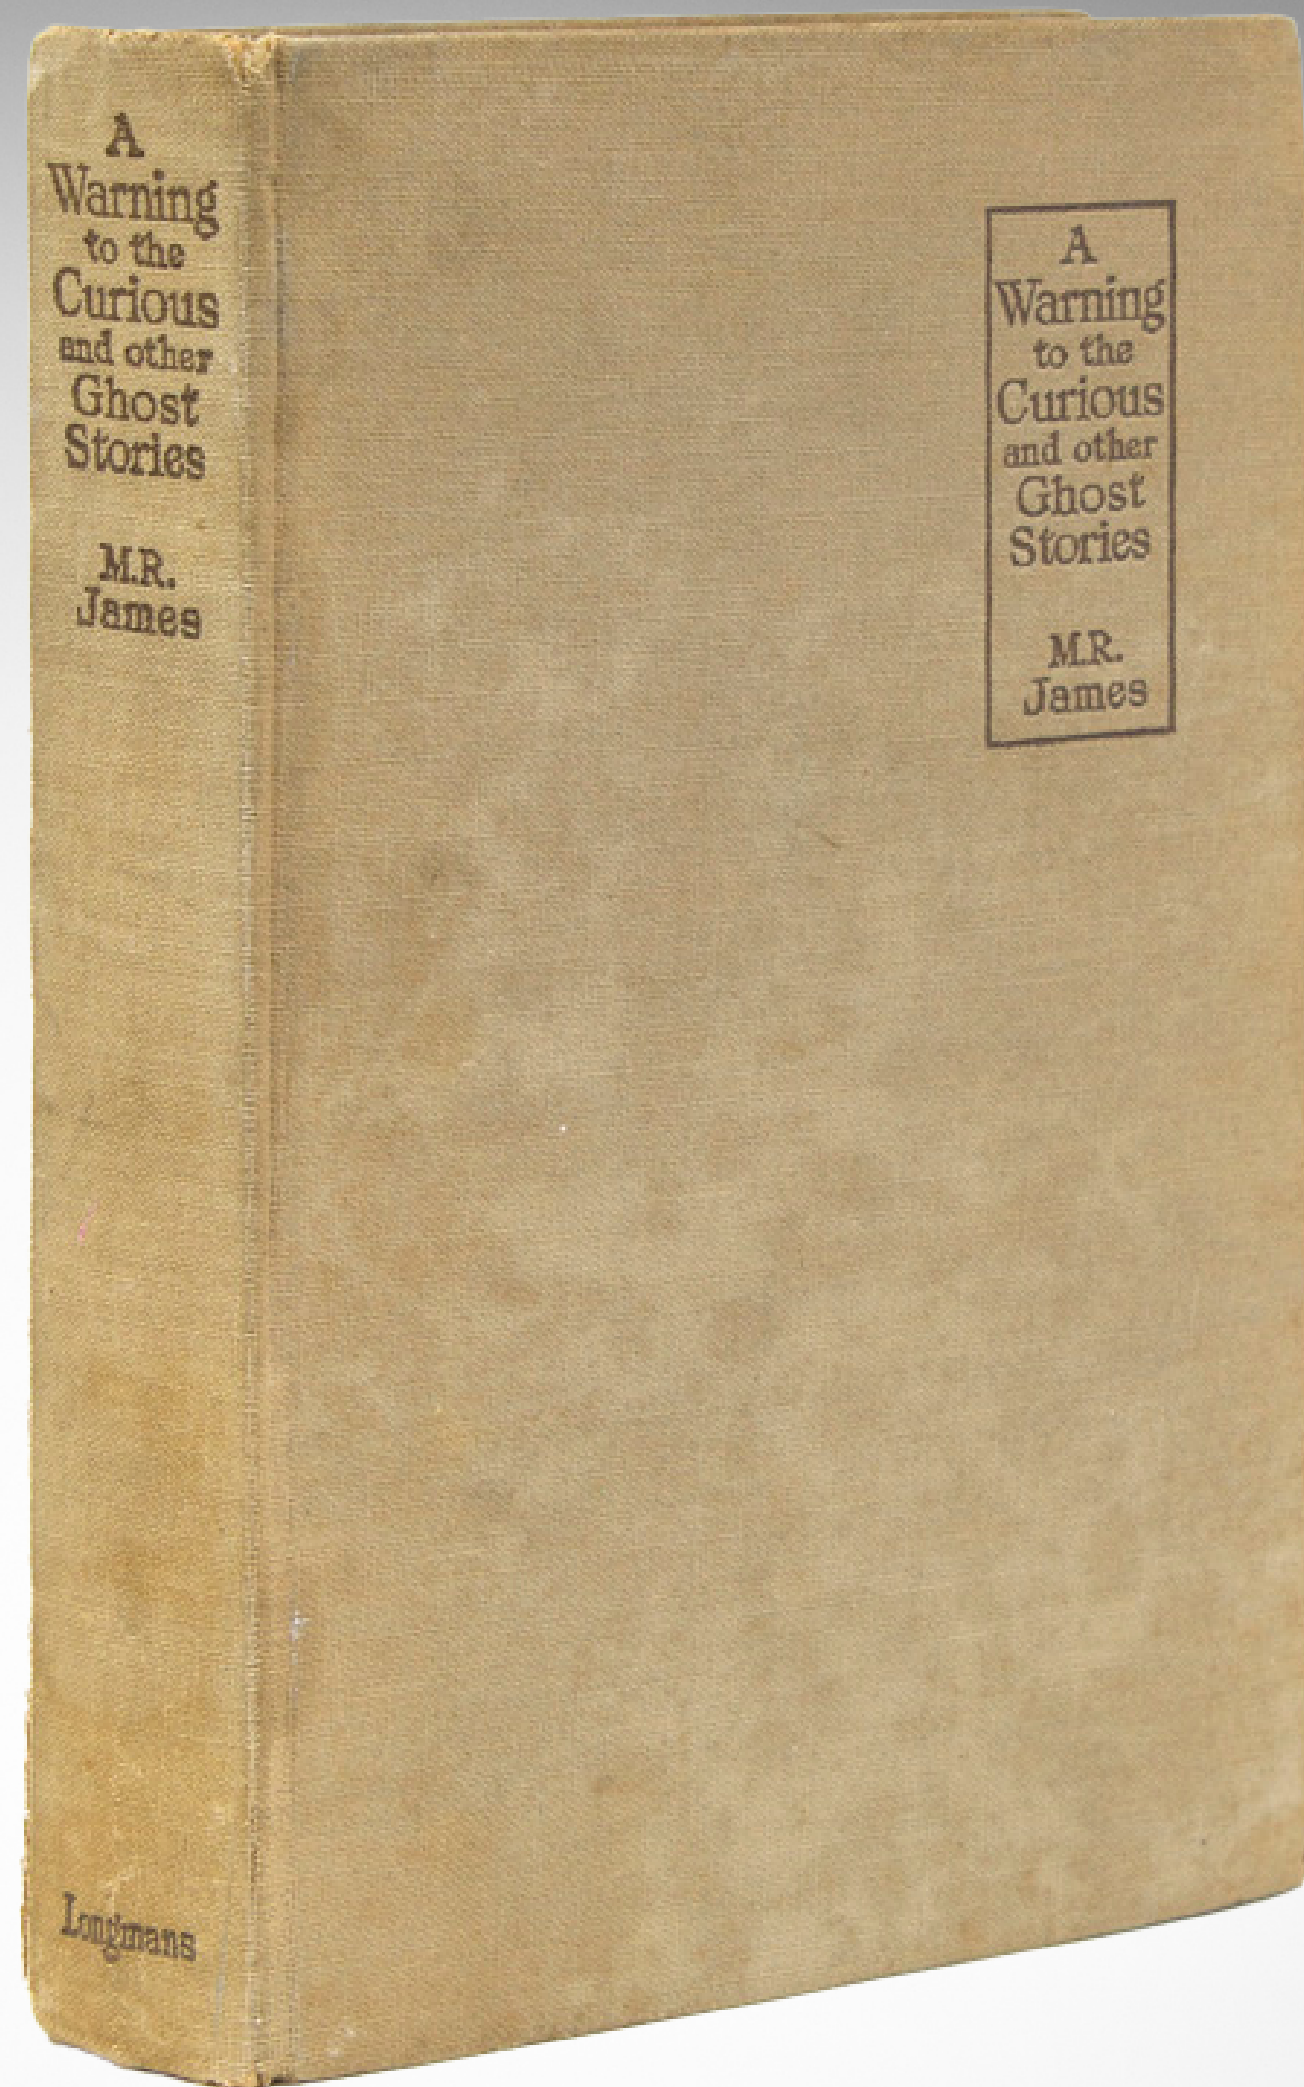 A
Warning
to the
Curious
and other
Ghost
Stories
M.R.
James
Longmans
A
Warning
to the
Curious
and other
Ghost
Stories
M.R.
James